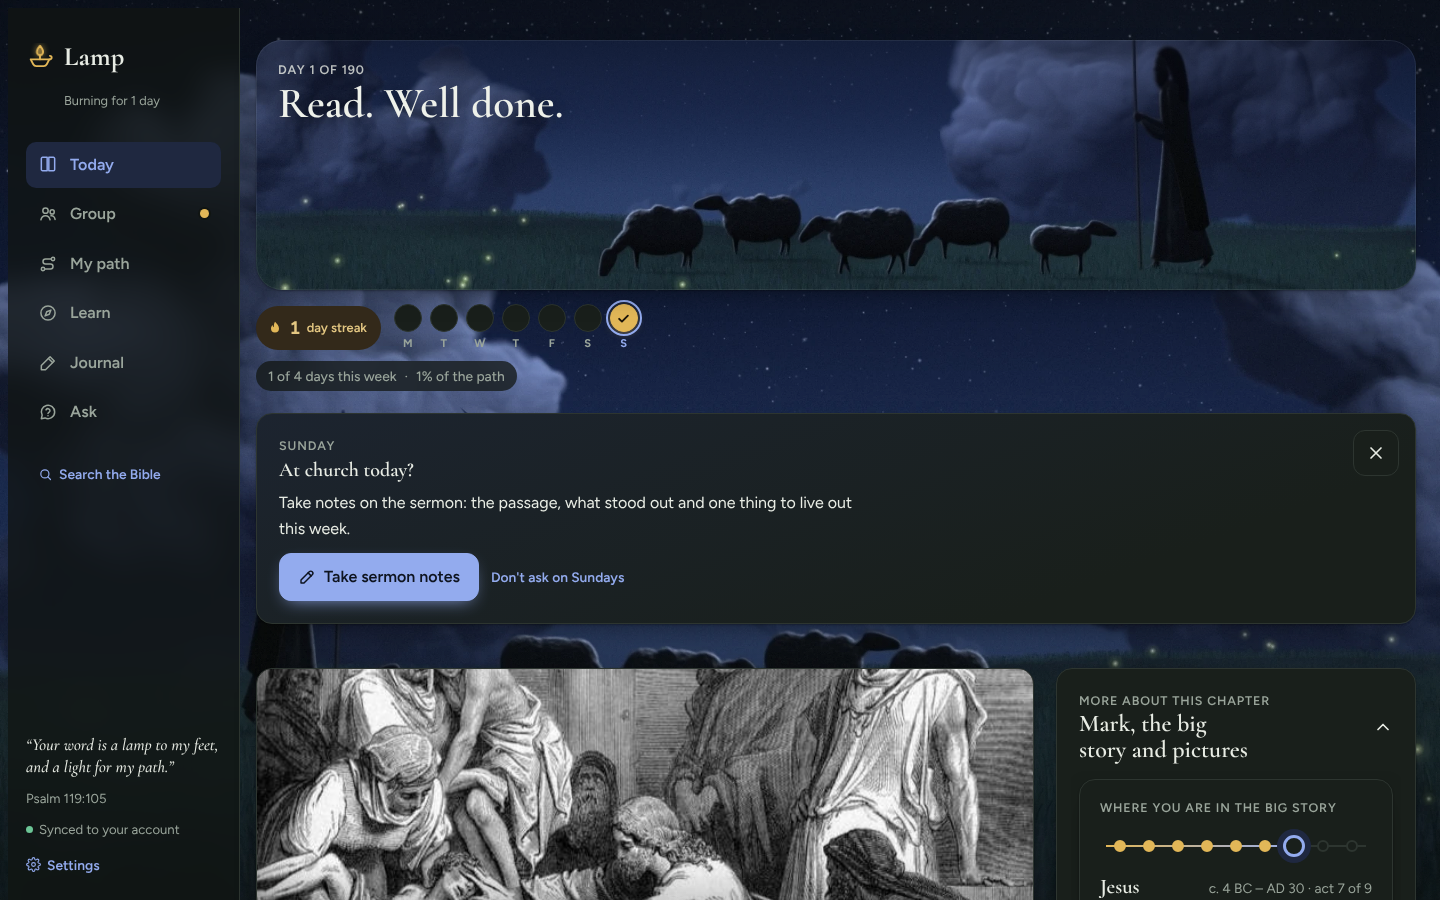 Lamp
Burning for 1 day
Today
Group
My path
Learn
Journal
Ask
Search the Bible
“Your word is a lamp to my feet,
and a light for my path.”
Psalm 119:105
Synced to your account
Settings
DAY 1 OF 190
Read. Well done.
1 day streak
M T W T F S S
1 of 4 days this week · 1% of the path
SUNDAY
At church today?
Take notes on the sermon: the passage, what stood out and one thing to live out
this week.
Take sermon notes
Don't ask on Sundays
MORE ABOUT THIS CHAPTER
Mark, the big
story and pictures
WHERE YOU ARE IN THE BIG STORY
Jesus
c. 4 BC – AD 30 · act 7 of 9